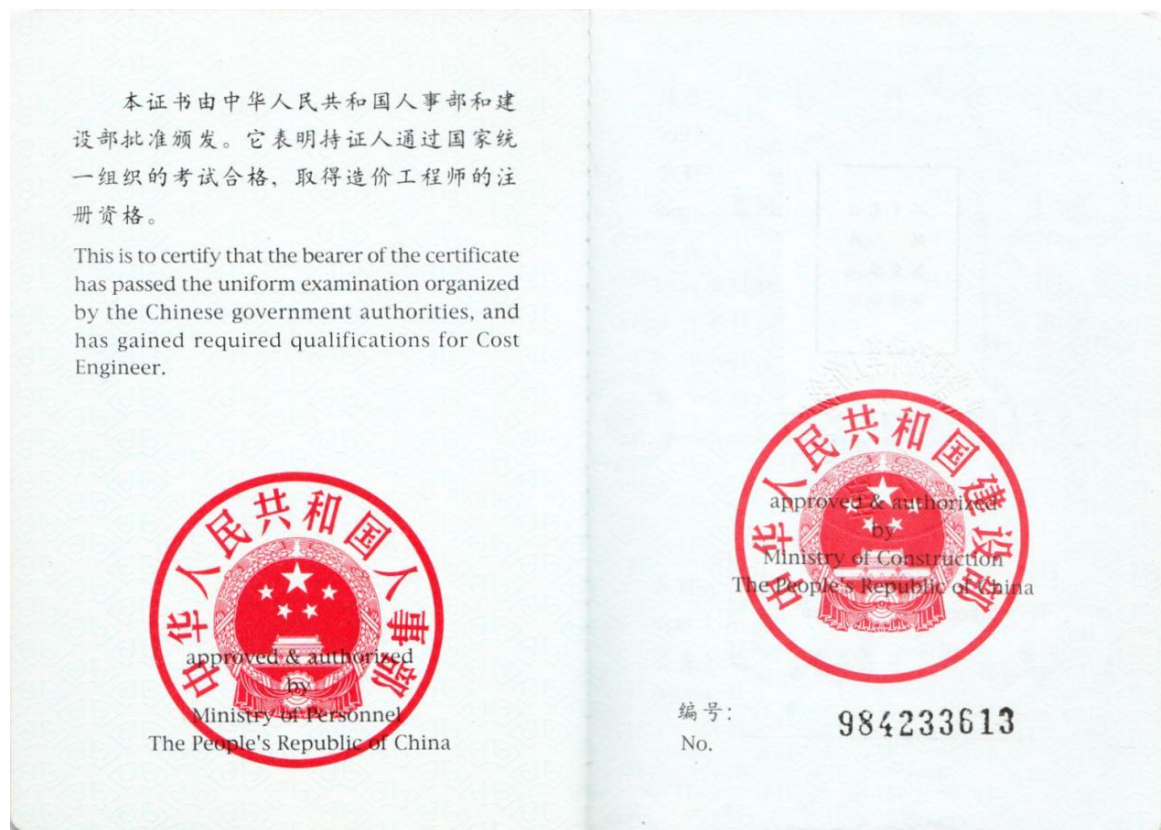 本证书由中华人民共和国人事部和建
设部批准颁发。它表明持证人通过国家统
一组织的考试合格，取得造价工程师的注
册资格。
This is to certify that the bearer of the certificate
has passed the uniform examination organized
by the Chinese government authorities, and
has gained required qualifications for Cost
Engineer.
中华人民共和国人事部
approved & authorized
by
Ministry of Personnel
The People's Republic of China
中华人民共和国建设部
approved & authorized
by
Ministry of Construction
The People's Republic of China
编号：
No.
984233613